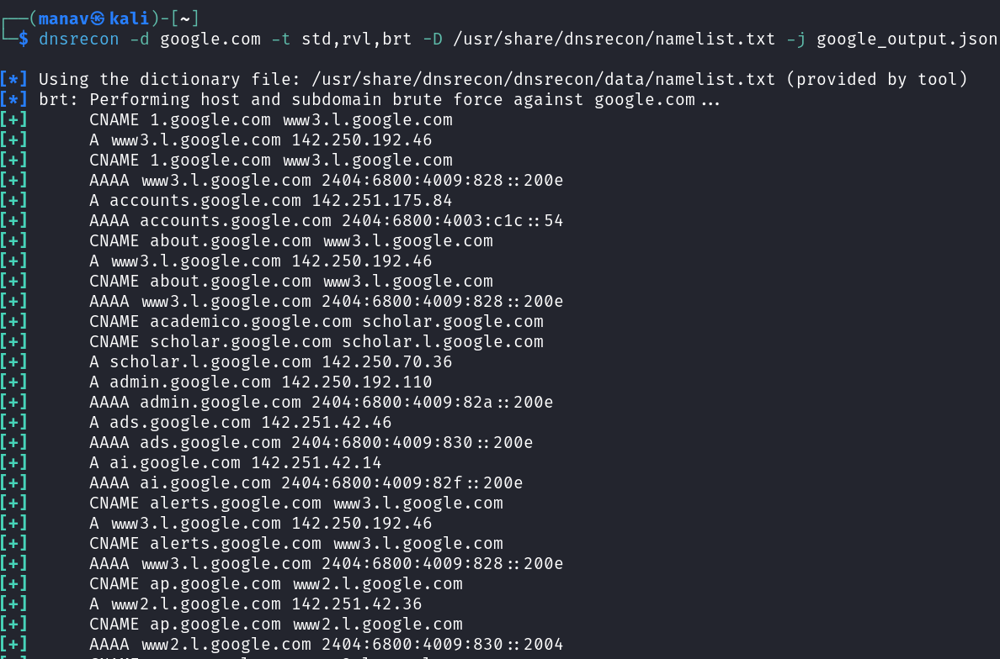 ┌──(manav㉿kali)-[~]
└─$ dnsrecon -d google.com -t std,rvl,brt -D /usr/share/dnsrecon/namelist.txt -j google_output.json
[*] Using the dictionary file: /usr/share/dnsrecon/dnsrecon/data/namelist.txt (provided by tool)
[*] brt: Performing host and subdomain brute force against google.com...
[+] CNAME 1.google.com www3.l.google.com
[+] A www3.l.google.com 142.250.192.46
[+] CNAME 1.google.com www3.l.google.com
[+] AAAA www3.l.google.com 2404:6800:4009:828::200e
[+] A accounts.google.com 142.251.175.84
[+] AAAA accounts.google.com 2404:6800:4003:c1c::54
[+] CNAME about.google.com www3.l.google.com
[+] A www3.l.google.com 142.250.192.46
[+] CNAME about.google.com www3.l.google.com
[+] AAAA www3.l.google.com 2404:6800:4009:828::200e
[+] CNAME academico.google.com scholar.google.com
[+] CNAME scholar.google.com scholar.l.google.com
[+] A scholar.l.google.com 142.250.70.36
[+] A admin.google.com 142.250.192.110
[+] AAAA admin.google.com 2404:6800:4009:82a::200e
[+] A ads.google.com 142.251.42.46
[+] AAAA ads.google.com 2404:6800:4009:830::200e
[+] A ai.google.com 142.251.42.14
[+] AAAA ai.google.com 2404:6800:4009:82f::200e
[+] CNAME alerts.google.com www3.l.google.com
[+] A www3.l.google.com 142.250.192.46
[+] CNAME alerts.google.com www3.l.google.com
[+] AAAA www3.l.google.com 2404:6800:4009:828::200e
[+] CNAME ap.google.com www2.l.google.com
[+] A www2.l.google.com 142.251.42.36
[+] CNAME ap.google.com www2.l.google.com
[+] AAAA www2.l.google.com 2404:6800:4009:830::2004